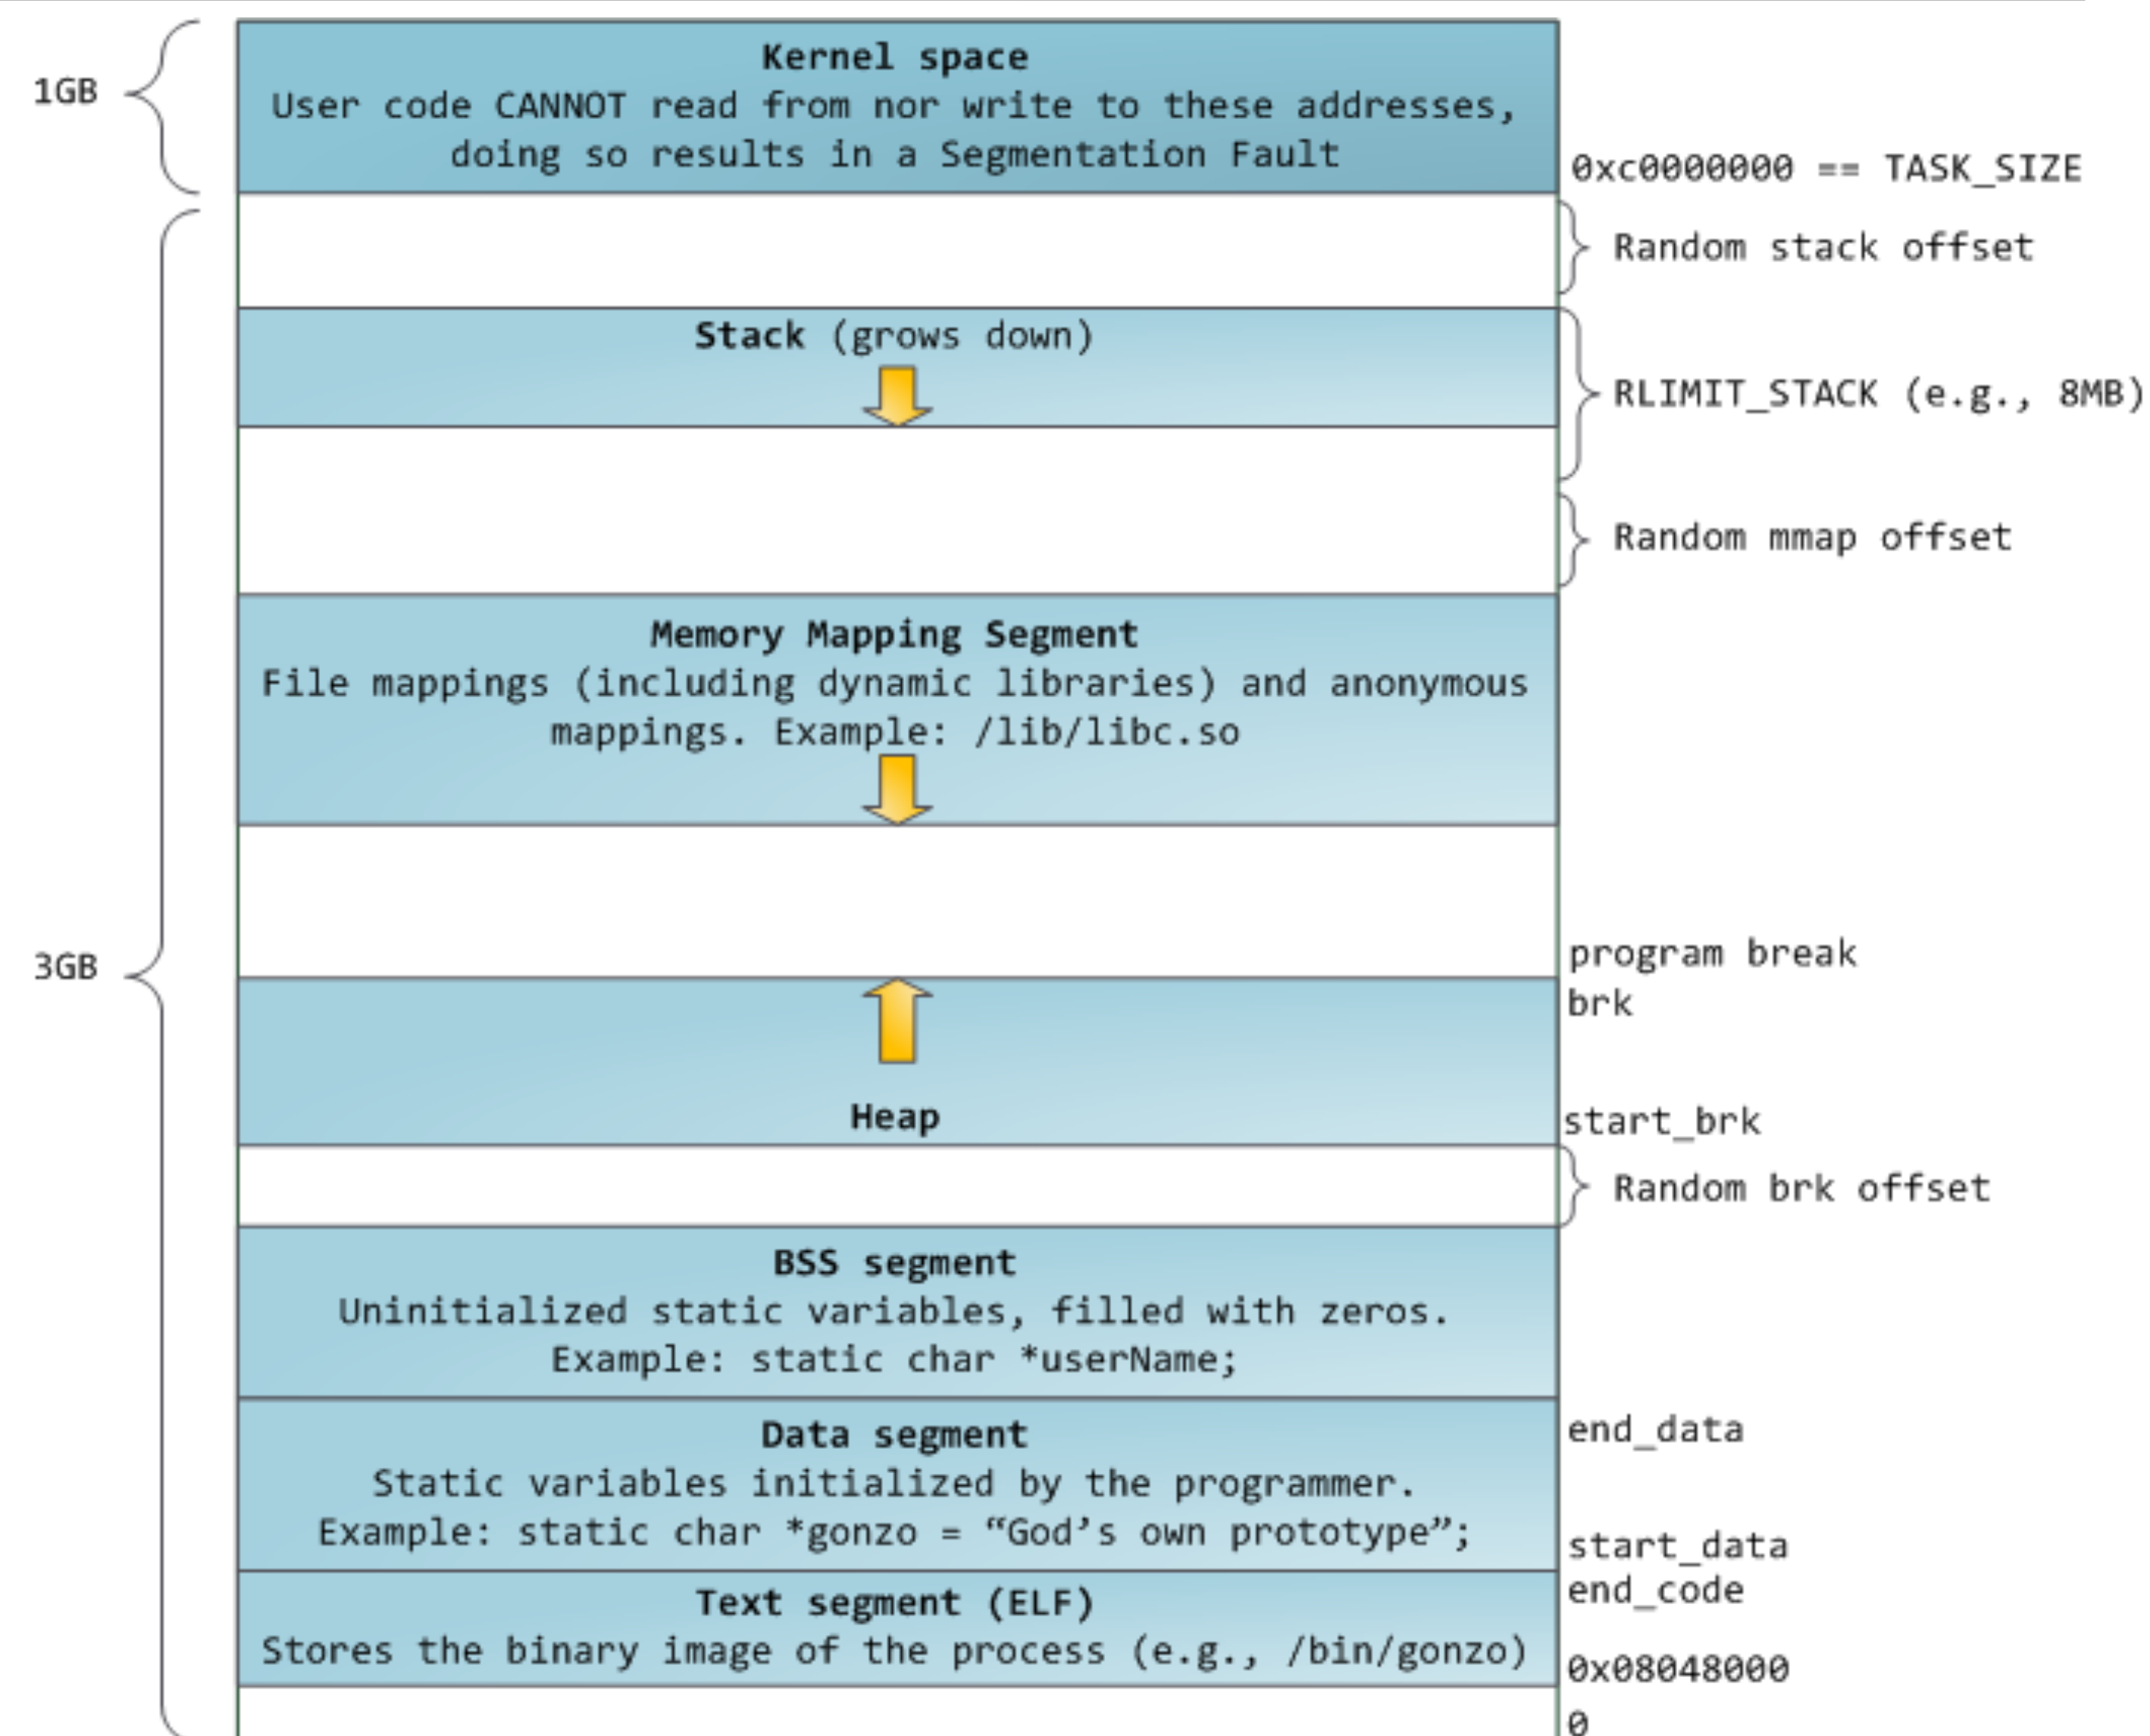 1GB
Kernel space
User code CANNOT read from nor write to these addresses,
doing so results in a Segmentation Fault
0xc0000000 == TASK_SIZE
Random stack offset
Stack (grows down)
RLIMIT_STACK (e.g., 8MB)
Random mmap offset
Memory Mapping Segment
File mappings (including dynamic libraries) and anonymous
mappings. Example: /lib/libc.so
3GB
program break
brk
Heap
start_brk
Random brk offset
BSS segment
Uninitialized static variables, filled with zeros.
Example: static char *userName;
Data segment
end_data
Static variables initialized by the programmer.
Example: static char *gonzo = “God’s own prototype”;
start_data
end_code
Text segment (ELF)
Stores the binary image of the process (e.g., /bin/gonzo)
0x08048000
0